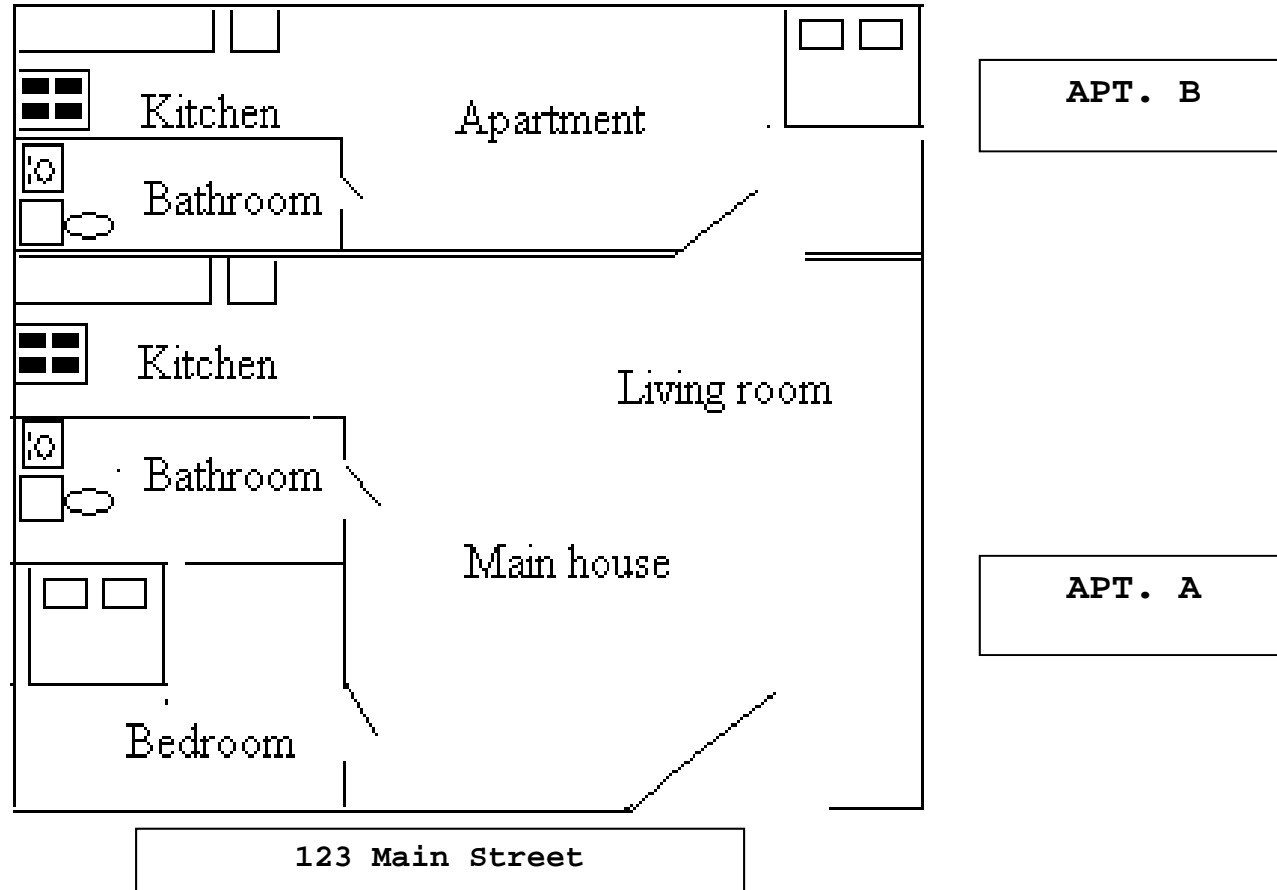 Kitchen
Apartment
APT. B
Bathroom
Kitchen
Living room
Bathroom
Main house
APT. A
Bedroom
123 Main Street